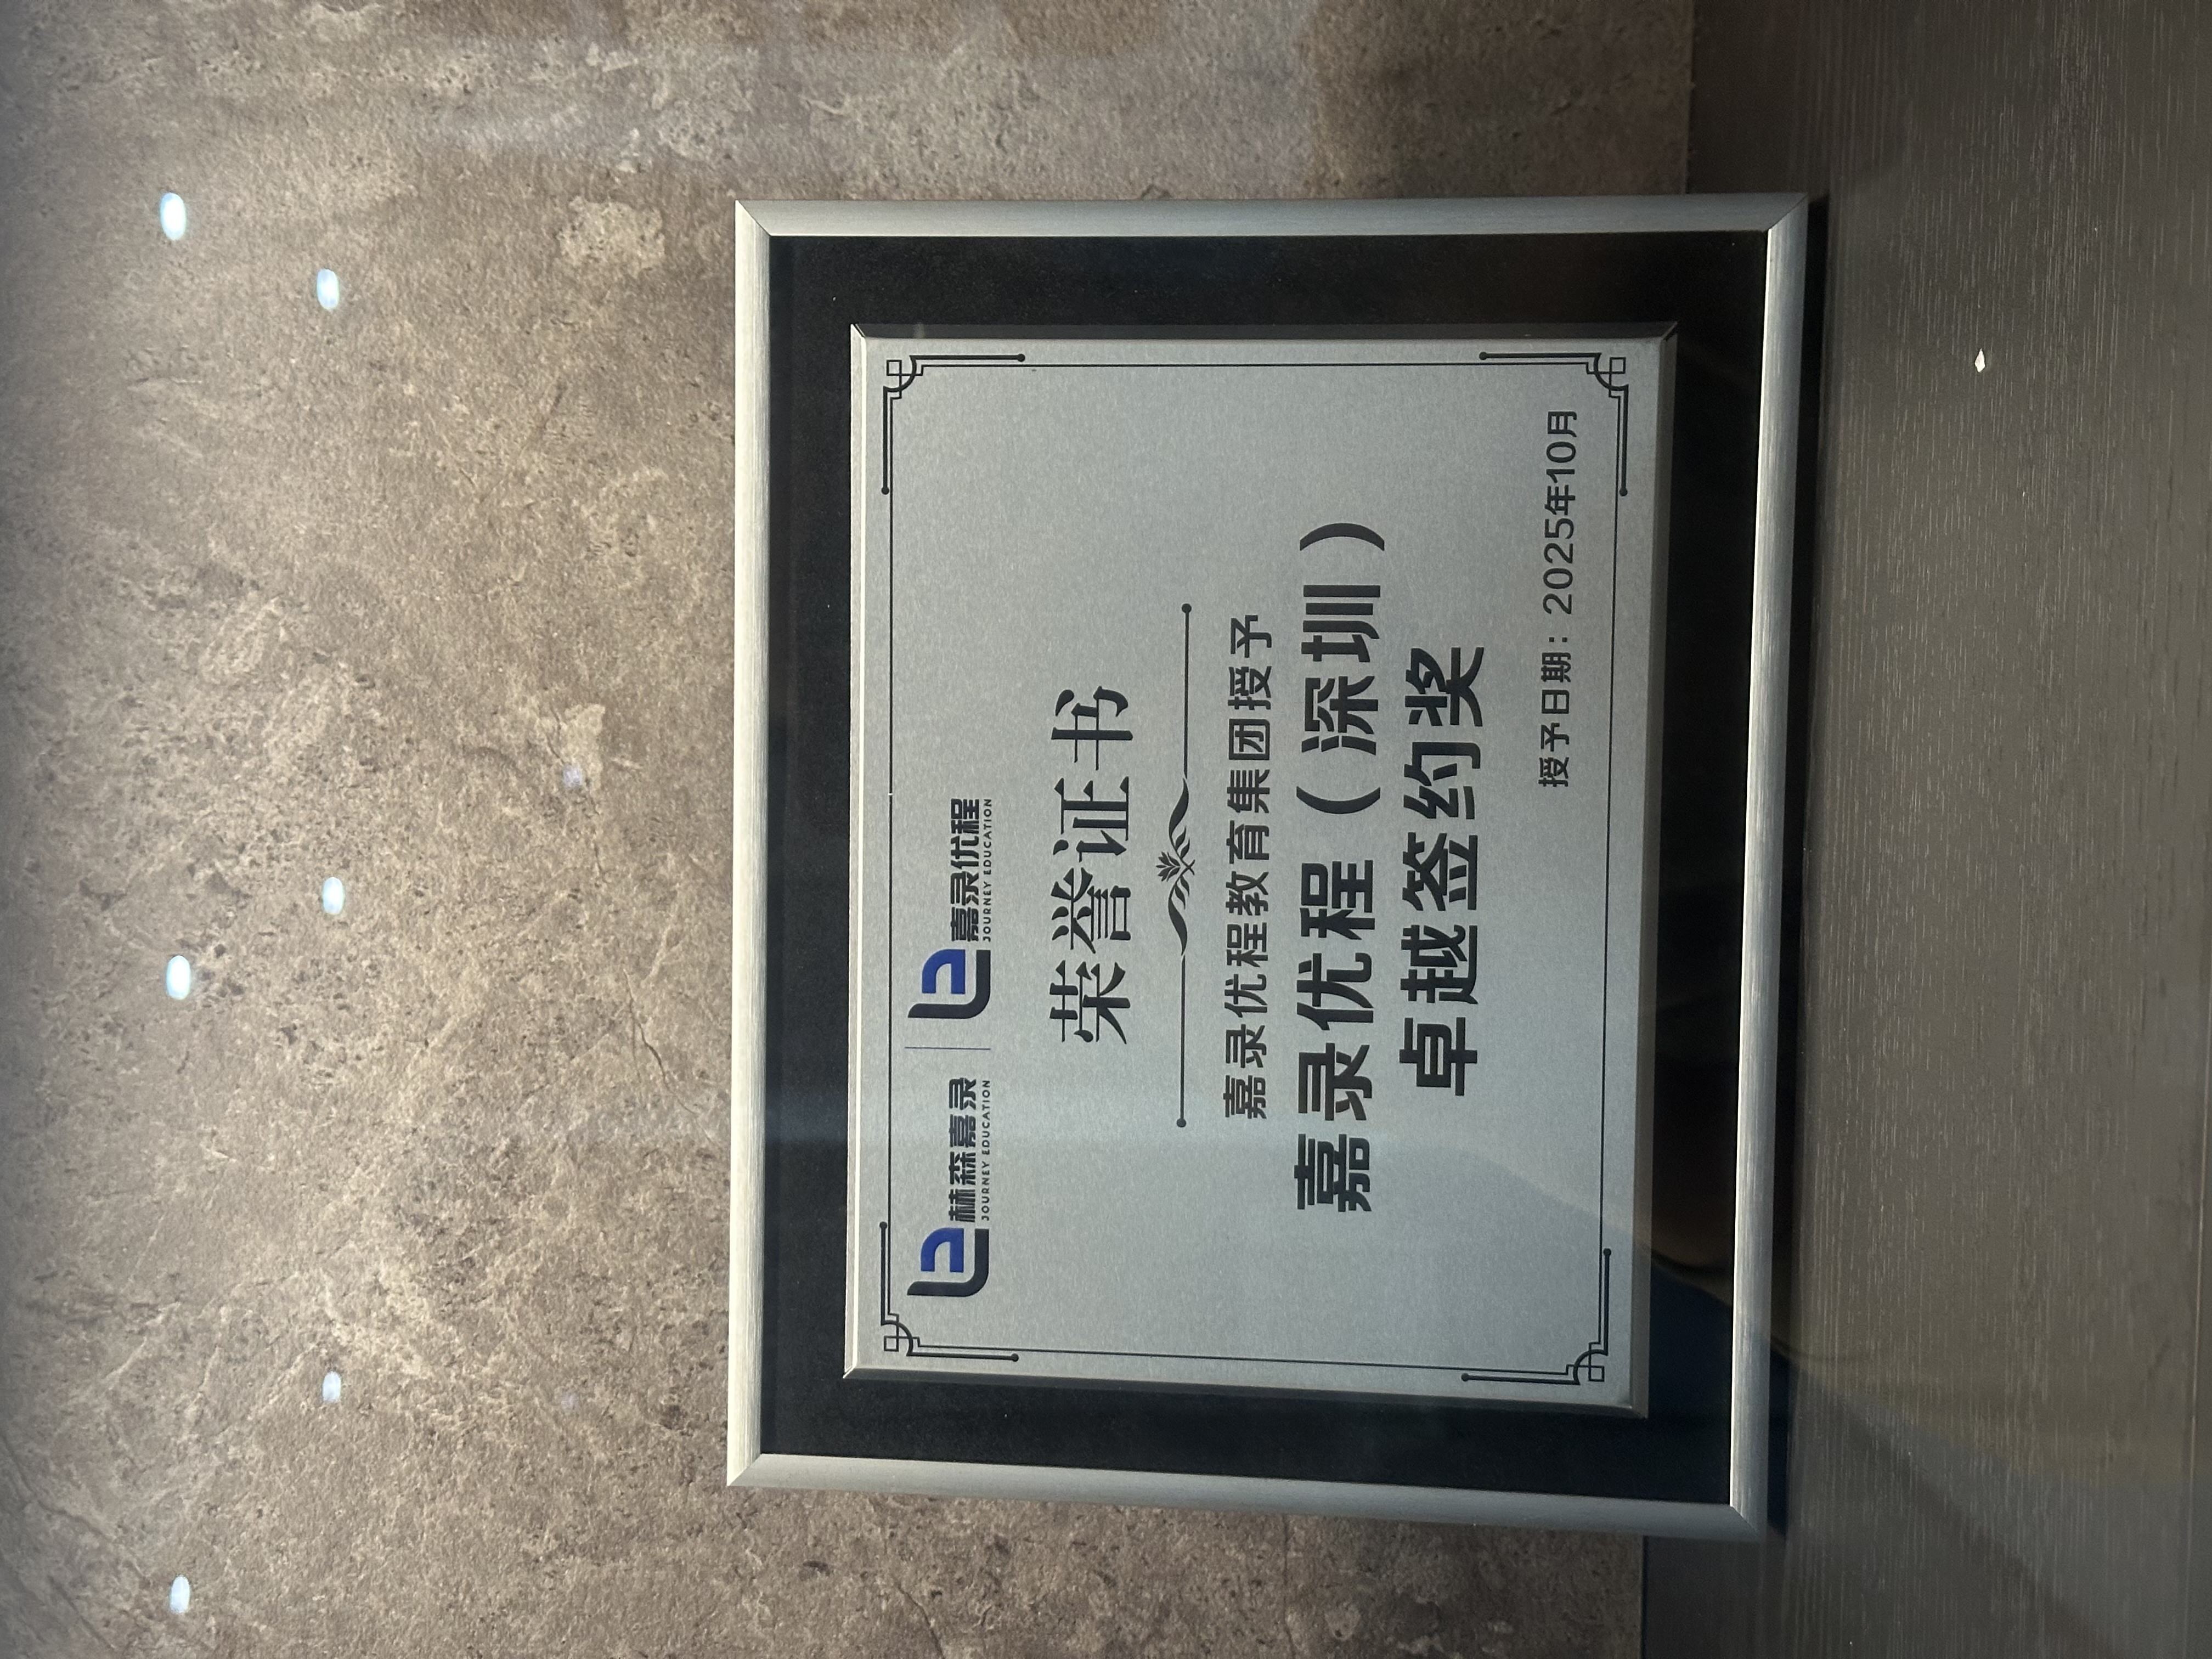 林森嘉录
JOURNEY EDUCATION
嘉录优程
JOURNEY EDUCATION
荣誉证书
嘉录优程教育集团授予
嘉录优程（深圳）
卓越签约奖
授予日期：2025年10月